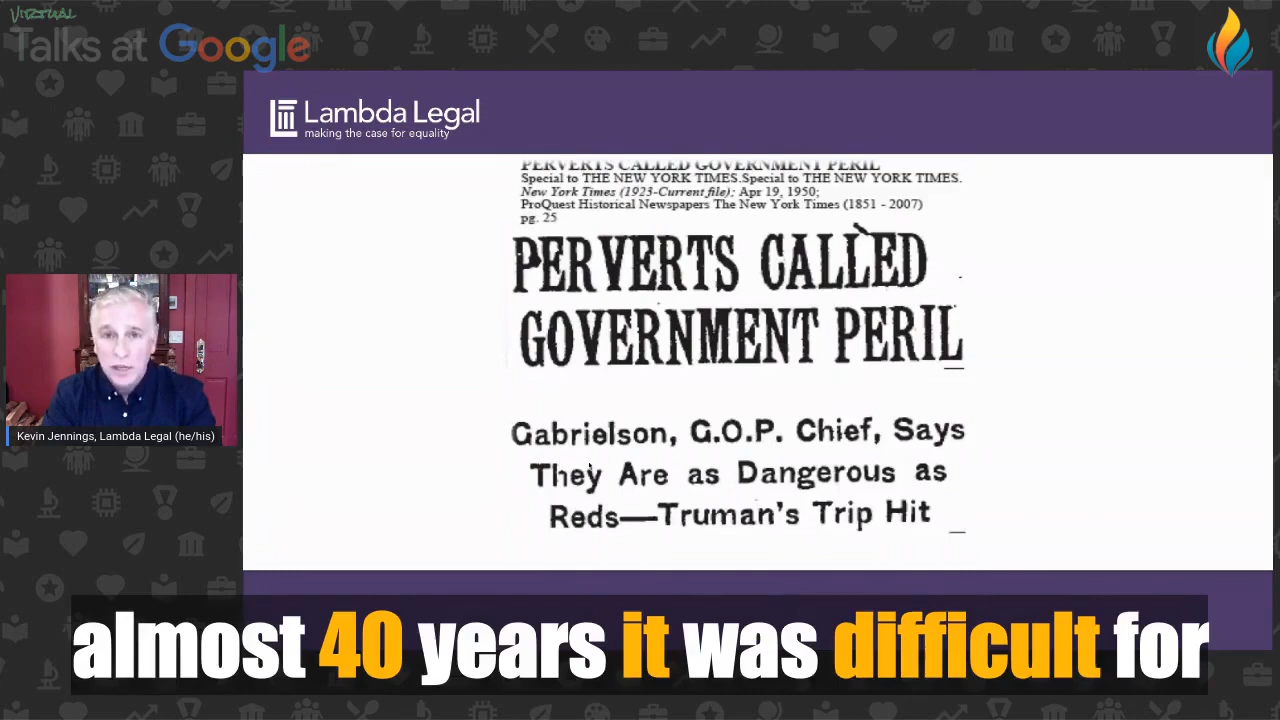 VIRTUAL
Talks at Google
Lambda Legal
making the case for equality
PERVERTS CALLED GOVERNMENT PERIL
Special to THE NEW YORK TIMES.Special to THE NEW YORK TIMES.
New York Times (1923-Current file); Apr 19, 1950;
ProQuest Historical Newspapers The New York Times (1851 - 2007)
pg. 25
PERVERTS CALLED
GOVERNMENT PERIL
Gabrielson, G.O.P. Chief, Says
They Are as Dangerous as
Reds—Truman's Trip Hit
Kevin Jennings, Lambda Legal (he/his)
almost 40 years it was difficult for